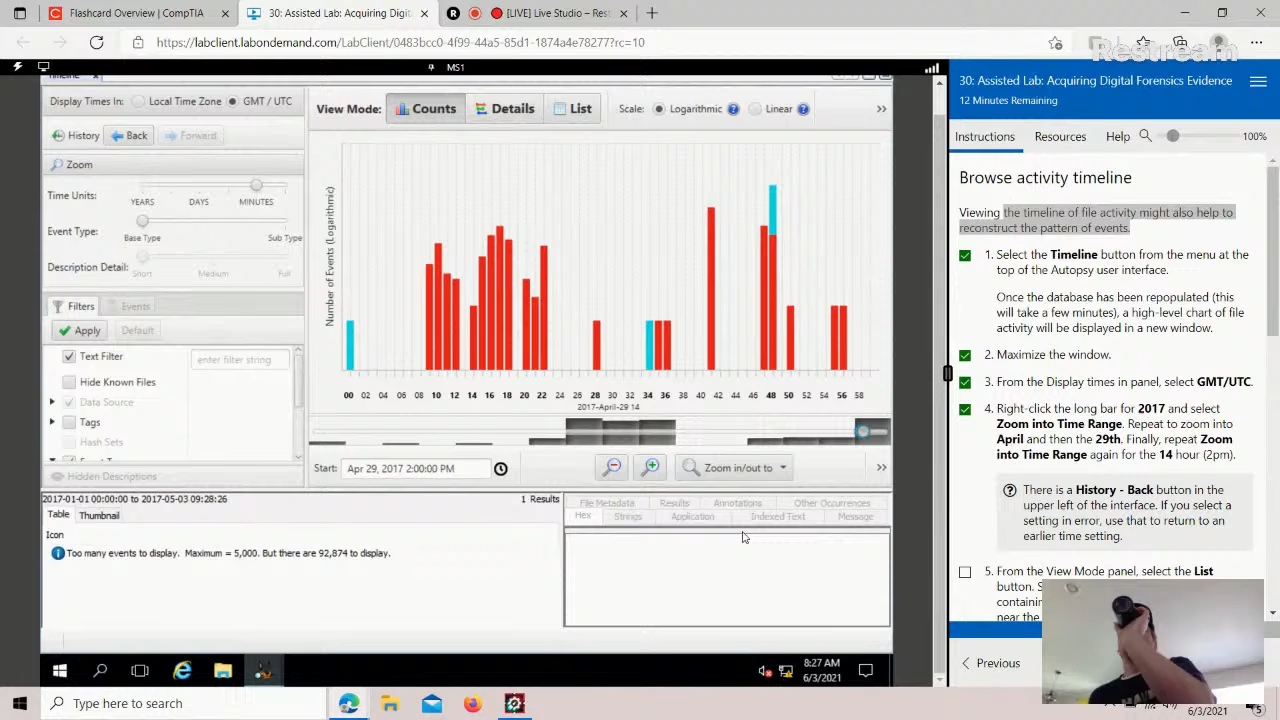 Flashcard Overview | CompTIA
30: Assisted Lab: Acquiring Digit
[LIVE] Live Studio – Res
https://labclient.labondemand.com/LabClient/0483bcc0-4f99-44a5-85d1-1874a4e78277?rc=10
Restream
MS1
Timeline
Display Times In:
Local Time Zone
GMT / UTC
History
Back
Forward
Zoom
Time Units:
YEARS
DAYS
MINUTES
Event Type:
Base Type
Sub Type
Description Detail:
Short
Medium
Full
Filters
Events
Apply
Default
Text Filter
enter filter string
Hide Known Files
Data Source
Tags
Hash Sets
Hidden Descriptions
View Mode:
Counts
Details
List
Scale:
Logarithmic
Linear
Number of Events (Logarithmic)
00 02 04 06 08 10 12 14 16 18 20 22 24 26 28 30 32 34 36 38 40 42 44 46 48 50 52 54 56 58
2017-April-29 14
Start:
Apr 29, 2017 2:00:00 PM
Zoom in/out to
2017-01-01 00:00:00 to 2017-05-03 09:28:26
1 Results
Table
Thumbnail
Icon
Too many events to display. Maximum = 5,000. But there are 92,874 to display.
File Metadata
Results
Annotations
Other Occurrences
Hex
Strings
Application
Indexed Text
Message
8:27 AM
6/3/2021
30: Assisted Lab: Acquiring Digital Forensics Evidence
12 Minutes Remaining
Instructions
Resources
Help
100%
Browse activity timeline
Viewing the timeline of file activity might also help to
reconstruct the pattern of events.
1. Select the Timeline button from the menu at the
top of the Autopsy user interface.
Once the database has been repopulated (this
will take a few minutes), a high-level chart of file
activity will be displayed in a new window.
2. Maximize the window.
3. From the Display times in panel, select GMT/UTC.
4. Right-click the long bar for 2017 and select
Zoom into Time Range. Repeat to zoom into
April and then the 29th. Finally, repeat Zoom
into Time Range again for the 14 hour (2pm).
There is a History - Back button in the
upper left of the interface. If you select a
setting in error, use that to return to an
earlier time setting.
5. From the View Mode panel, select the List
button. S
containing
near the
Previous
Type here to search
6/3/2021
5